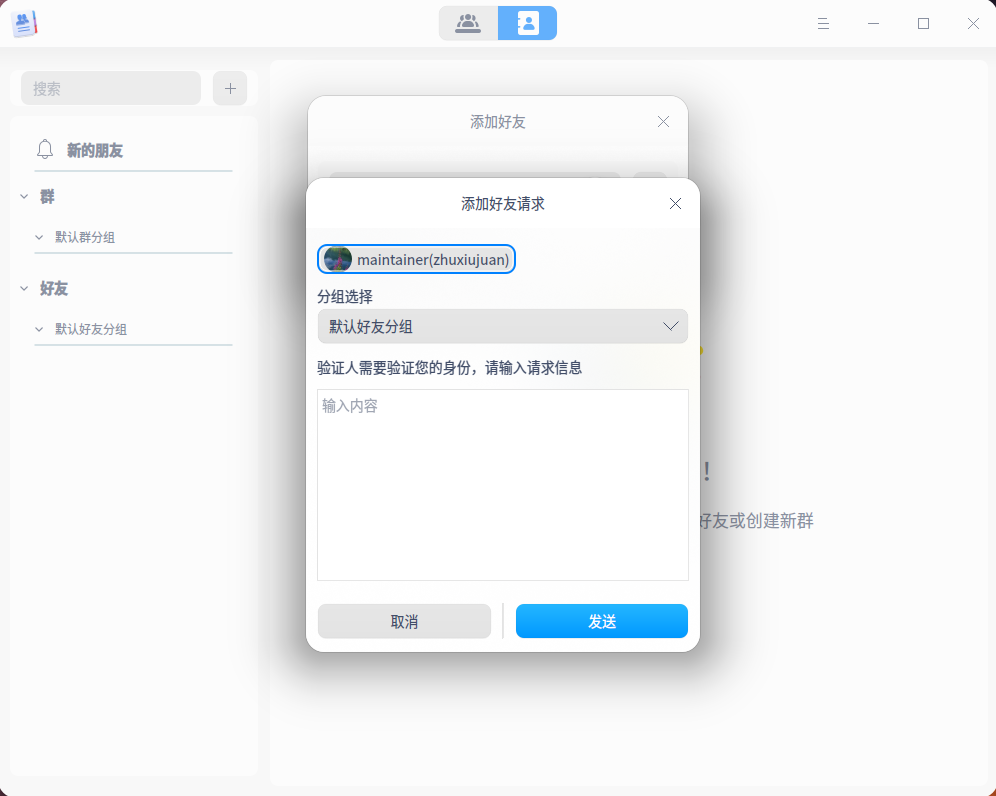 搜索
新的朋友
群
默认群分组
好友
默认好友分组
添加好友
添加好友请求
maintainer(zhuxiujuan)
分组选择
默认好友分组
验证人需要验证您的身份，请输入请求信息
输入内容
取消
发送
！
好友或创建新群